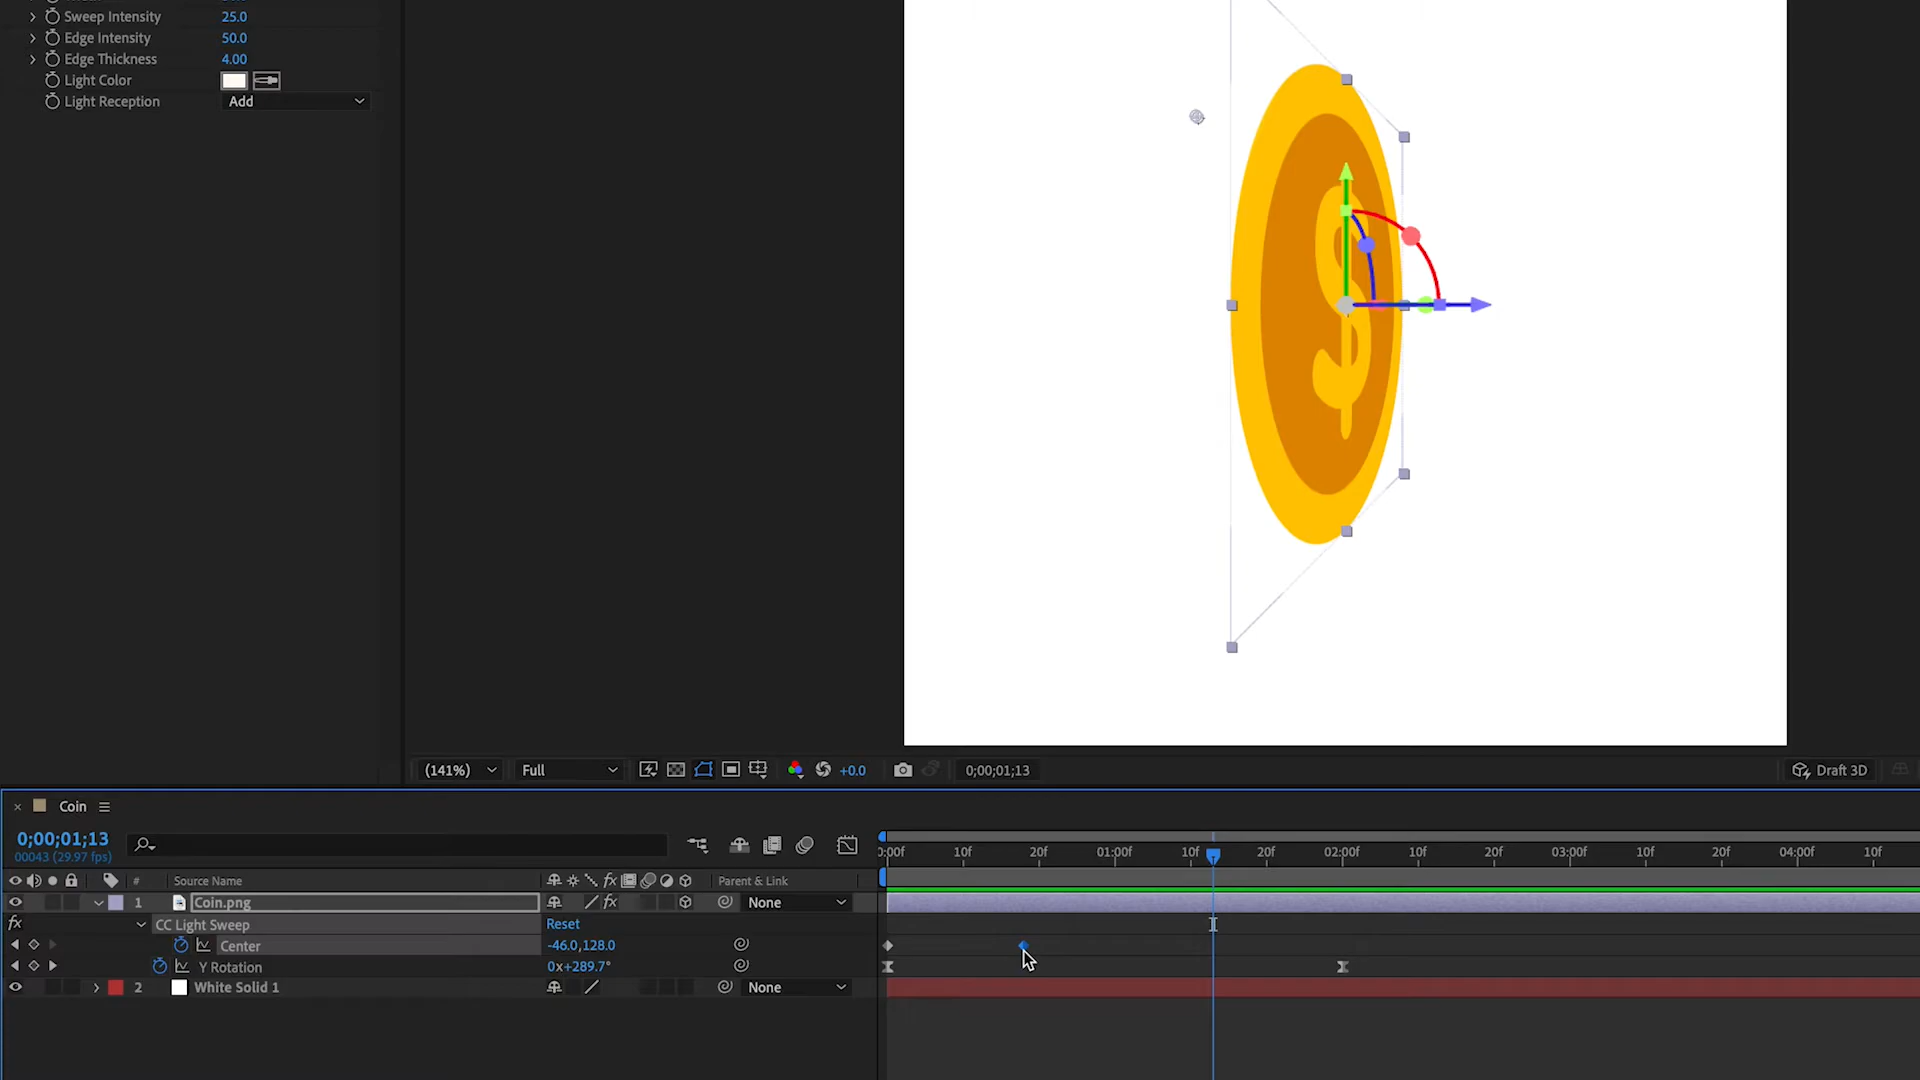 Sweep Intensity 25.0
Edge Intensity 50.0
Edge Thickness 4.00
Light Color
Light Reception Add
$
(141%) Full +0.0 0;00;01;13 Draft 3D
× Coin
0;00;01;13
00043 (29.97 fps)
0:00f 10f 20f 01:00f 10f 20f 02:00f 10f 20f 03:00f 10f 20f 04:00f 10f
# Source Name fx Parent & Link
1 Coin.png fx None
fx CC Light Sweep Reset
Center -46.0,128.0
Y Rotation 0x+289.7°
2 White Solid 1 None